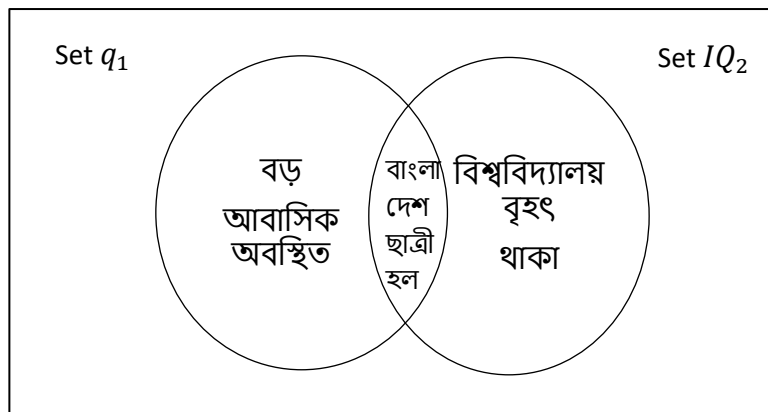 Set q₁
Set IQ₂
বড়
আবাসিক
অবস্থিত
বাংলা
দেশ
ছাত্রী
হল
বিশ্ববিদ্যালয়
বৃহৎ
থাকা